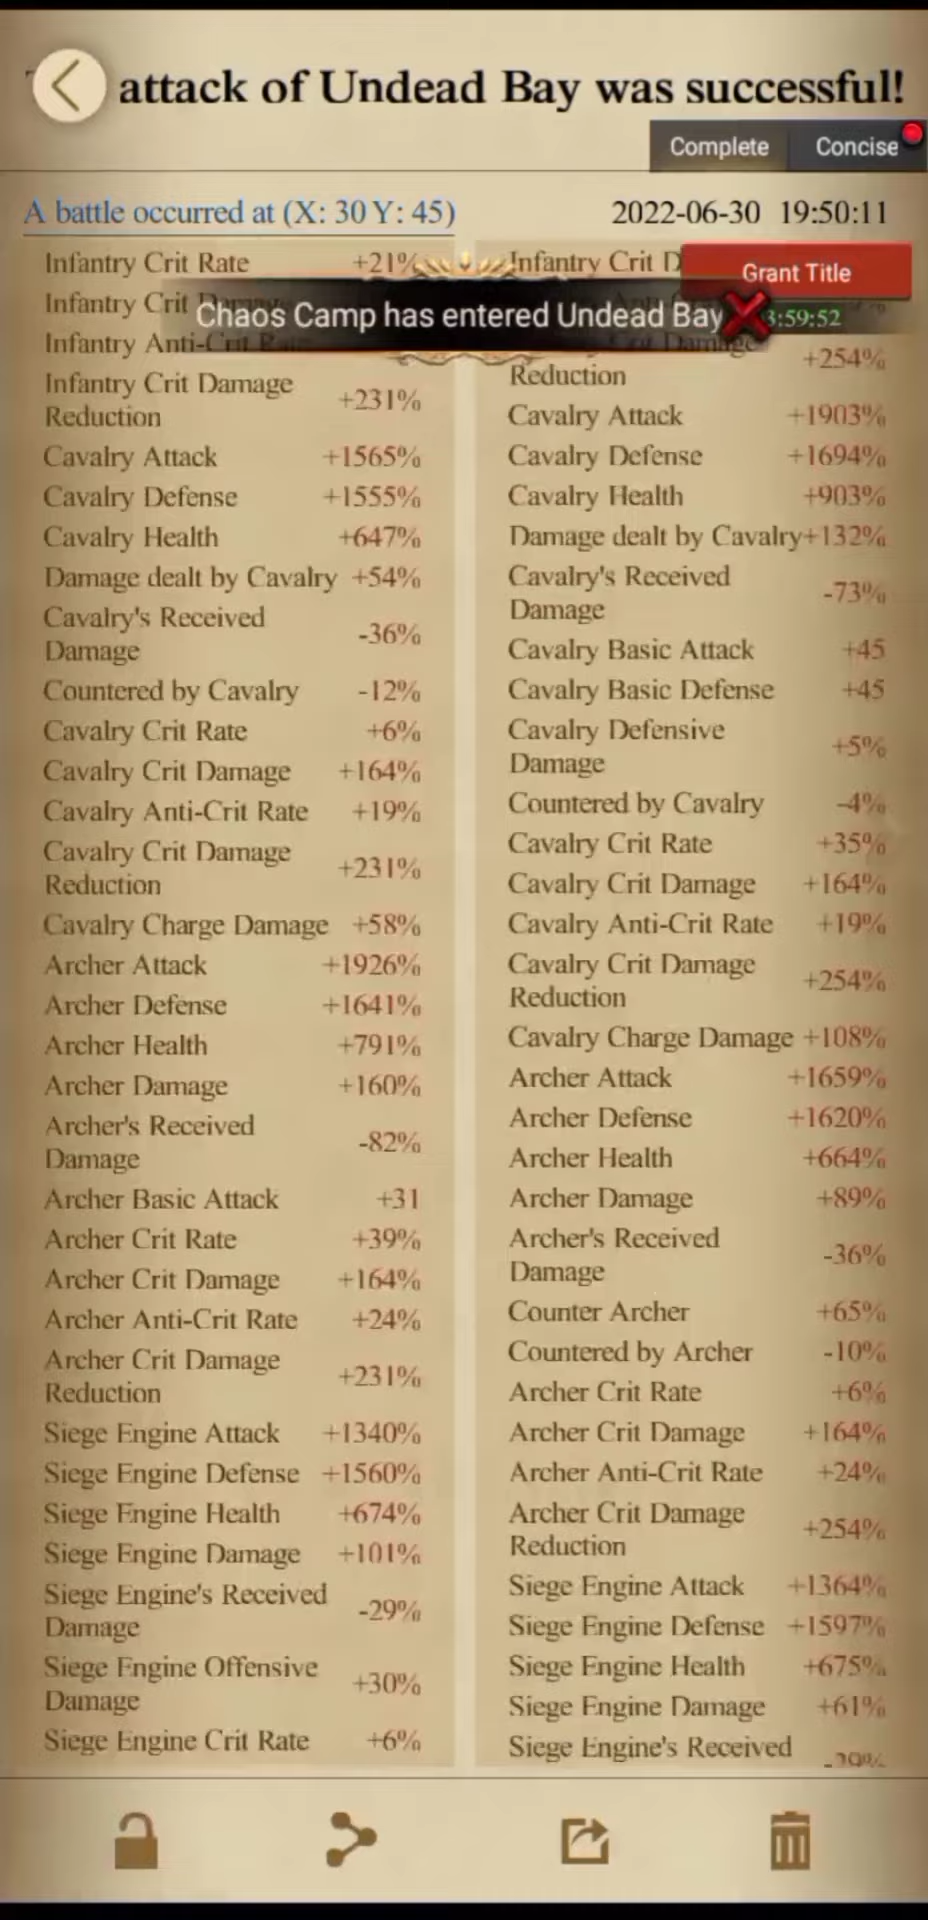 attack of Undead Bay was successful!
Complete
Concise
A battle occurred at (X: 30 Y: 45)
2022-06-30 19:50:11
Grant Title
Chaos Camp has entered Undead Bay
3:59:52
Infantry Crit Rate +21%
Infantry Crit Damage
Infantry Anti-Crit Rate
Infantry Crit Damage
Reduction +231%
Cavalry Attack +1565%
Cavalry Defense +1555%
Cavalry Health +647%
Damage dealt by Cavalry +54%
Cavalry's Received
Damage -36%
Countered by Cavalry -12%
Cavalry Crit Rate +6%
Cavalry Crit Damage +164%
Cavalry Anti-Crit Rate +19%
Cavalry Crit Damage
Reduction +231%
Cavalry Charge Damage +58%
Archer Attack +1926%
Archer Defense +1641%
Archer Health +791%
Archer Damage +160%
Archer's Received
Damage -82%
Archer Basic Attack +31
Archer Crit Rate +39%
Archer Crit Damage +164%
Archer Anti-Crit Rate +24%
Archer Crit Damage
Reduction +231%
Siege Engine Attack +1340%
Siege Engine Defense +1560%
Siege Engine Health +674%
Siege Engine Damage +101%
Siege Engine's Received
Damage -29%
Siege Engine Offensive
Damage +30%
Siege Engine Crit Rate +6%
Infantry Crit D
Crit Damage
Reduction +254%
Cavalry Attack +1903%
Cavalry Defense +1694%
Cavalry Health +903%
Damage dealt by Cavalry +132%
Cavalry's Received
Damage -73%
Cavalry Basic Attack +45
Cavalry Basic Defense +45
Cavalry Defensive
Damage +5%
Countered by Cavalry -4%
Cavalry Crit Rate +35%
Cavalry Crit Damage +164%
Cavalry Anti-Crit Rate +19%
Cavalry Crit Damage
Reduction +254%
Cavalry Charge Damage +108%
Archer Attack +1659%
Archer Defense +1620%
Archer Health +664%
Archer Damage +89%
Archer's Received
Damage -36%
Counter Archer +65%
Countered by Archer -10%
Archer Crit Rate +6%
Archer Crit Damage +164%
Archer Anti-Crit Rate +24%
Archer Crit Damage
Reduction +254%
Siege Engine Attack +1364%
Siege Engine Defense +1597%
Siege Engine Health +675%
Siege Engine Damage +61%
Siege Engine's Received